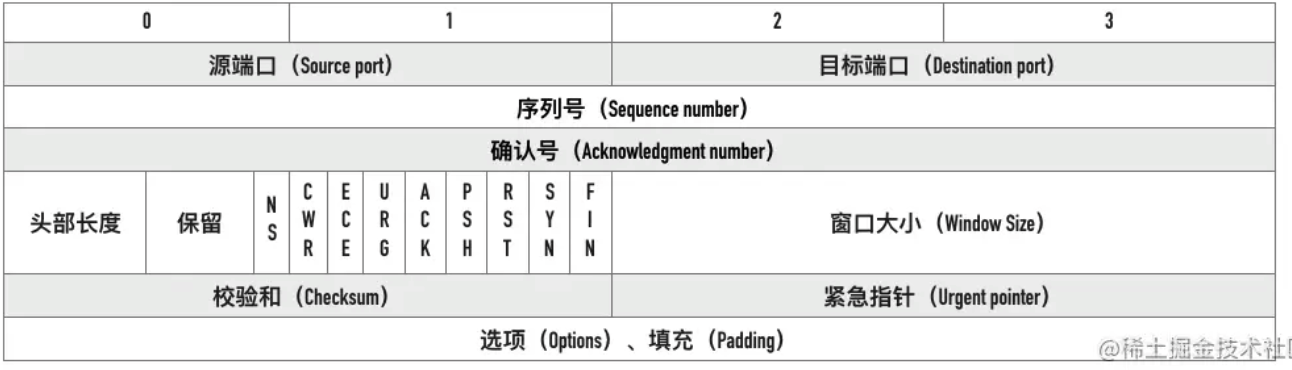 0 1 2 3
源端口（Source port） 目标端口（Destination port）
序列号（Sequence number）
确认号（Acknowledgment number）
头部长度 保留 NS CWR ECE URG ACK PSH RST SYN FIN 窗口大小（Window Size）
校验和（Checksum） 紧急指针（Urgent pointer）
选项（Options）、填充（Padding）
@稀土掘金技术社